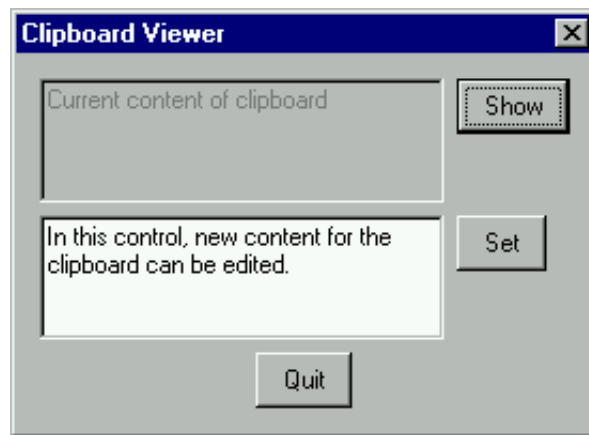 Clipboard Viewer
Current content of clipboard
Show
In this control, new content for the
clipboard can be edited.
Set
Quit